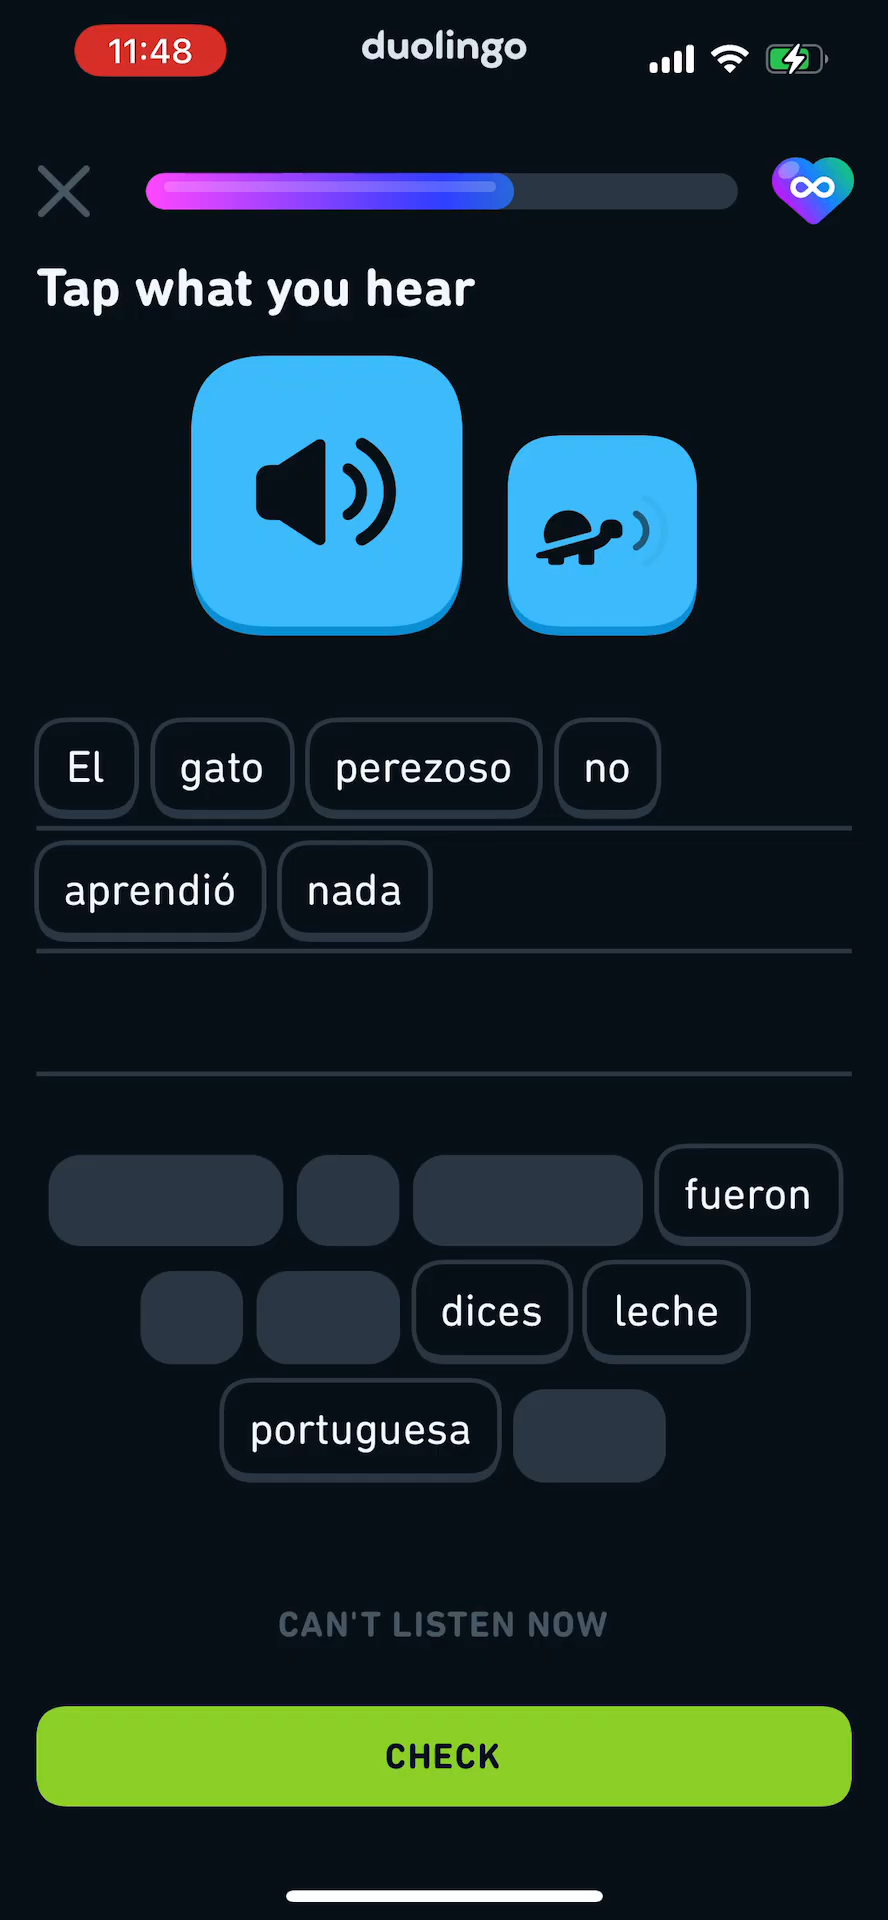 11:48 duolingo
Tap what you hear
El gato perezoso no
aprendió nada
fueron
dices leche
portuguesa
CAN'T LISTEN NOW
CHECK